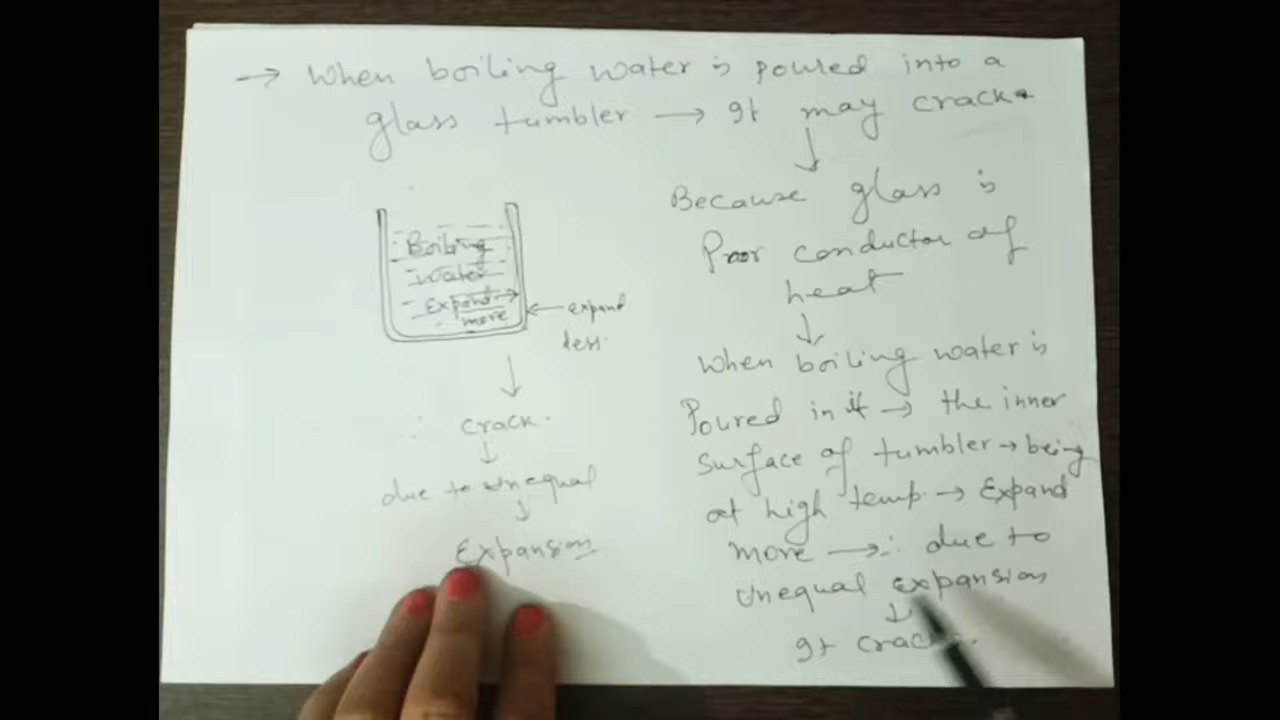 → When boiling water is poured into a
glass tumbler → It may crack.
Because glass is
Poor conductor of
heat
When boiling water is
Poured in it → the inner
surface of tumbler → being
at high temp. → Expand
more → ∴ due to
unequal expansion
It cracks.
Boiling
water
Expand →
more
← expand
less.
∴ crack.
due to unequal
Expansion